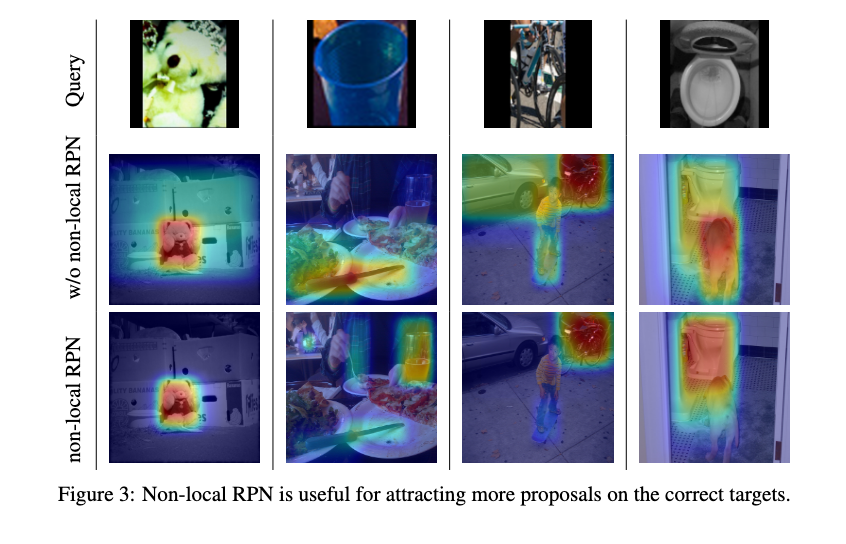 Query
w/o non-local RPN
non-local RPN
Figure 3: Non-local RPN is useful for attracting more proposals on the correct targets.